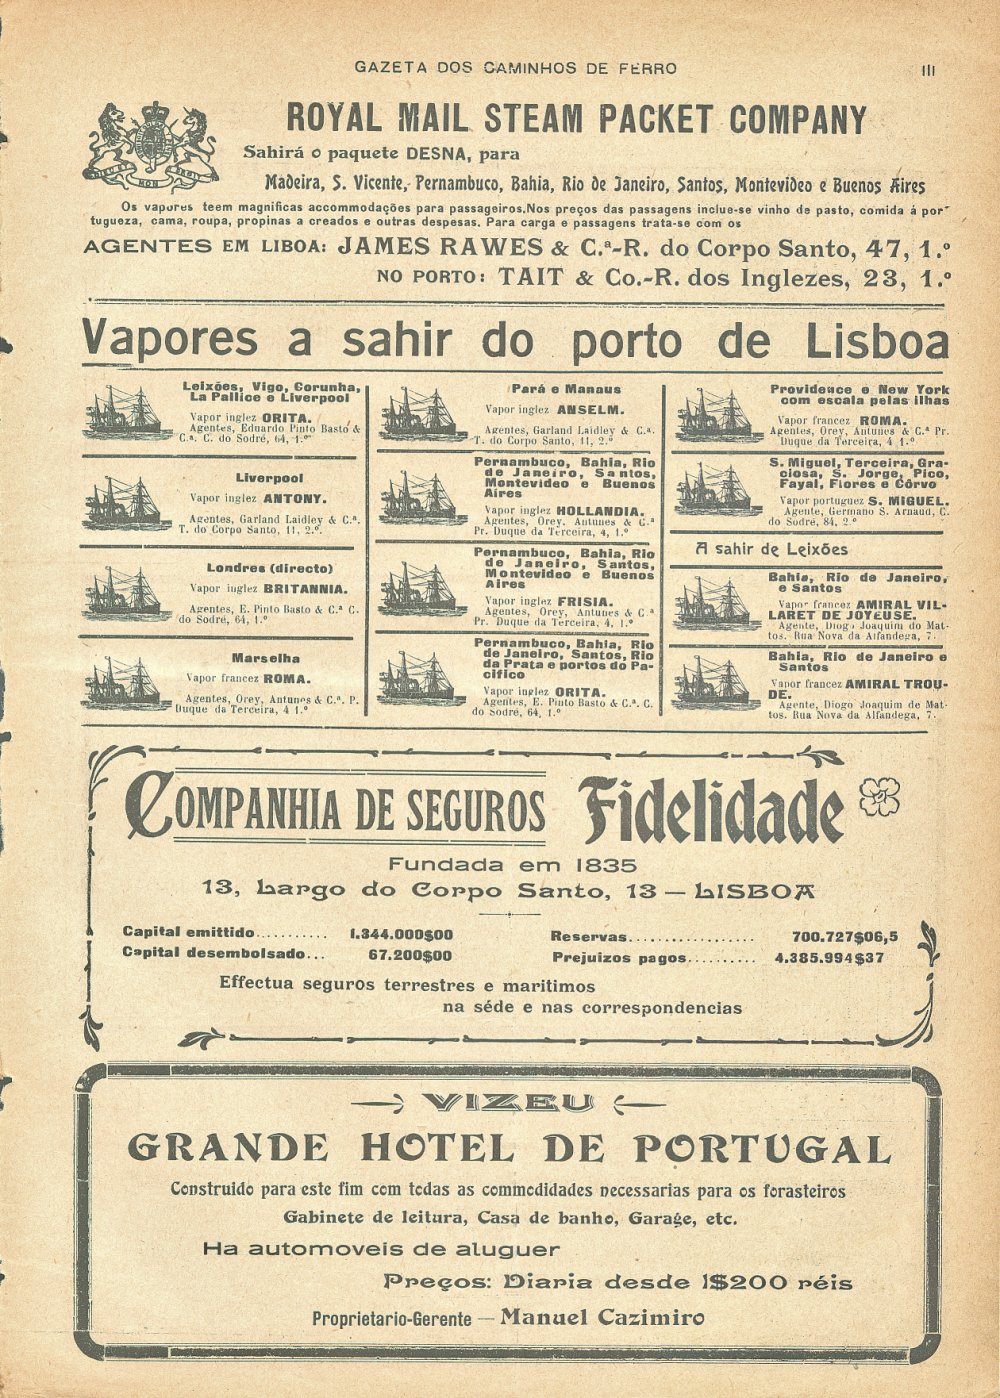 GAZETA DOS CAMINHOS DE FERRO
III
ROYAL MAIL STEAM PACKET COMPANY
Sahirá o paquete DESNA, para
Madeira, S. Vicente, Pernambuco, Bahia, Rio de Janeiro, Santos, Montevideo e Buenos Aires
Os vapores teem magnificas accommodações para passageiros. Nos preços das passagens inclue-se vinho de pasto, comida á por-
tugueza, cama, roupa, propinas a creados e outras despesas. Para carga e passagens trata-se com os
AGENTES EM LIBOA: JAMES RAWES & C.ª-R. do Corpo Santo, 47, 1.º
NO PORTO: TAIT & Co.-R. dos Inglezes, 23, 1.º
Vapores a sahir do porto de Lisboa
Leixões, Vigo, Corunha,
La Pallice e Liverpool
Vapor inglez ORITA.
Agentes, Eduardo Pinto Basto &
C.ª C. do Sodré, 64, 1.º
Liverpool
Vapor inglez ANTONY.
Agentes, Garland Laidley & C.ª
T. do Corpo Santo, 11, 2.º
Londres (directo)
Vapor inglez BRITANNIA.
Agentes, E. Pinto Basto & C.ª C.
do Sodré, 64, 1.º
Marselha
Vapor francez ROMA.
Agentes, Orey, Antunes & C.ª P.
Duque da Terceira, 4 1.º
Pará e Manaus
Vapor inglez ANSELM.
Agentes, Garland Laidley & C.ª
T. do Corpo Santo, 11, 2.º
Pernambuco, Bahia, Rio
de Janeiro, Santos,
Montevideo e Buenos
Aires
Vapor inglez HOLLANDIA.
Agentes, Orey, Antunes & C.ª
Pr. Duque da Terceira, 4, 1.º
Pernambuco, Bahia, Rio
de Janeiro, Santos,
Montevideo e Buenos
Aires
Vapor inglez FRISIA.
Agentes, Orey, Antunes & C.ª
Pr. Duque da Terceira, 4, 1.º
Pernambuco, Bahia, Rio
de Janeiro, Santos, Rio
da Prata e portos do Pa-
cifico
Vapor inglez ORITA.
Agentes, E. Pinto Basto & C.ª C.
do Sodré, 64, 1.º
Providence e New York
com escala pelas ilhas
Vapor francez ROMA.
Agentes, Orey, Antunes & C.ª Pr.
Duque da Terceira, 4 1.º
S. Miguel, Terceira, Gra-
ciosa, S. Jorge, Pico,
Fayal, Flores e Côrvo
Vapor portuguez S. MIGUEL.
Agente, Germano S. Arnaud, C.
do Sodré, 84, 2.º
A sahir de Leixões
Bahia, Rio de Janeiro,
e Santos
Vapor francez AMIRAL VIL-
LARET DE JOYEUSE.
Agente, Diogo Joaquim do Mat-
tos. Rua Nova da Alfandega, 7.
Bahia, Rio de Janeiro e
Santos
Vapor francez AMIRAL TROU-
DE.
Agente, Diogo Joaquim de Mat-
tos. Rua Nova da Alfandega, 7.
COMPANHIA DE SEGUROS Fidelidade
Fundada em 1835
13, Largo do Corpo Santo, 13 — LISBOA
Capital emittido........... 1.344.000$00
Capital desembolsado... 67.200$00
Reservas.................. 700.727$06,5
Prejuizos pagos.......... 4.385.994$37
Effectua seguros terrestres e maritimos
na séde e nas correspondencias
VIZEU
GRANDE HOTEL DE PORTUGAL
Construido para este fim com todas as commodidades necessarias para os forasteiros
Gabinete de leitura, Casa de banho, Garage, etc.
Ha automoveis de aluguer
Preços: Diaria desde 1$200 réis
Proprietario-Gerente — Manuel Cazimiro